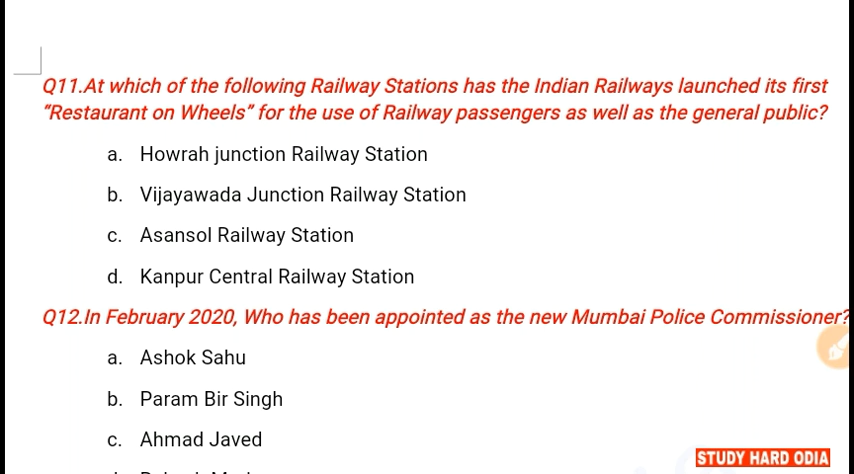 Q11.At which of the following Railway Stations has the Indian Railways launched its first
"Restaurant on Wheels" for the use of Railway passengers as well as the general public?
a. Howrah junction Railway Station
b. Vijayawada Junction Railway Station
c. Asansol Railway Station
d. Kanpur Central Railway Station
Q12.In February 2020, Who has been appointed as the new Mumbai Police Commissioner?
a. Ashok Sahu
b. Param Bir Singh
c. Ahmad Javed
STUDY HARD ODIA